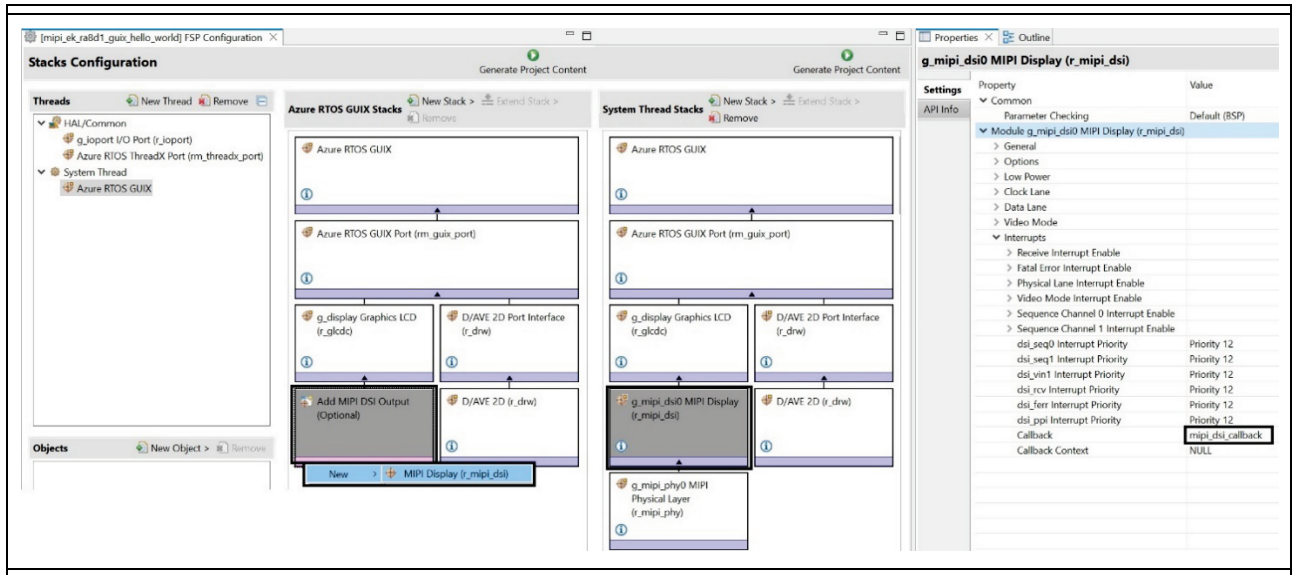 [mipi_ek_ra8d1_guix_hello_world] FSP Configuration
Stacks Configuration
Generate Project Content
Threads
New Thread
Remove
HAL/Common
g_ioport I/O Port (r_ioport)
Azure RTOS ThreadX Port (rm_threadx_port)
System Thread
Azure RTOS GUIX
Objects
New Object >
Remove
Azure RTOS GUIX Stacks
New Stack >
Extend Stack >
Remove
Azure RTOS GUIX
Azure RTOS GUIX Port (rm_guix_port)
g_display Graphics LCD
(r_glcdc)
D/AVE 2D Port Interface
(r_drw)
Add MIPI DSI Output
(Optional)
D/AVE 2D (r_drw)
New > MIPI Display (r_mipi_dsi)
Generate Project Content
System Thread Stacks
New Stack >
Extend Stack >
Remove
Azure RTOS GUIX
Azure RTOS GUIX Port (rm_guix_port)
g_display Graphics LCD
(r_glcdc)
D/AVE 2D Port Interface
(r_drw)
g_mipi_dsi0 MIPI Display
(r_mipi_dsi)
D/AVE 2D (r_drw)
g_mipi_phy0 MIPI
Physical Layer
(r_mipi_phy)
Properties
Outline
g_mipi_dsi0 MIPI Display (r_mipi_dsi)
Settings
API Info
Property Value
Common
Parameter Checking Default (BSP)
Module g_mipi_dsi0 MIPI Display (r_mipi_dsi)
General
Options
Low Power
Clock Lane
Data Lane
Video Mode
Interrupts
Receive Interrupt Enable
Fatal Error Interrupt Enable
Physical Lane Interrupt Enable
Video Mode Interrupt Enable
Sequence Channel 0 Interrupt Enable
Sequence Channel 1 Interrupt Enable
dsi_seq0 Interrupt Priority Priority 12
dsi_seq1 Interrupt Priority Priority 12
dsi_vin1 Interrupt Priority Priority 12
dsi_rcv Interrupt Priority Priority 12
dsi_ferr Interrupt Priority Priority 12
dsi_ppi Interrupt Priority Priority 12
Callback mipi_dsi_callback
Callback Context NULL